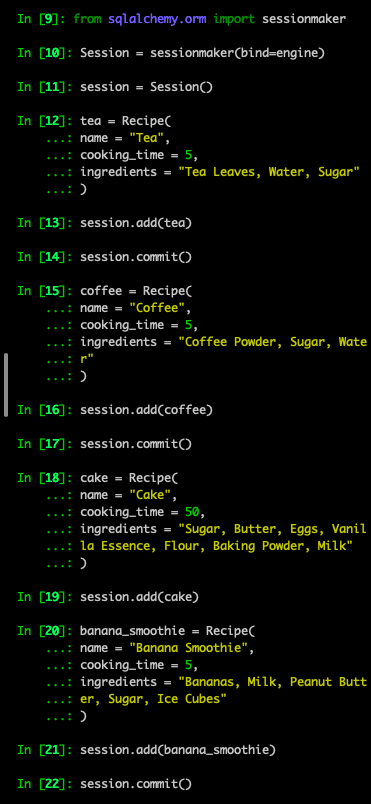 In [9]: from sqlalchemy.orm import sessionmaker
In [10]: Session = sessionmaker(bind=engine)
In [11]: session = Session()
In [12]: tea = Recipe(
...: name = "Tea",
...: cooking_time = 5,
...: ingredients = "Tea Leaves, Water, Sugar"
...: )
In [13]: session.add(tea)
In [14]: session.commit()
In [15]: coffee = Recipe(
...: name = "Coffee",
...: cooking_time = 5,
...: ingredients = "Coffee Powder, Sugar, Wate
...: r"
...: )
In [16]: session.add(coffee)
In [17]: session.commit()
In [18]: cake = Recipe(
...: name = "Cake",
...: cooking_time = 50,
...: ingredients = "Sugar, Butter, Eggs, Vanil
...: la Essence, Flour, Baking Powder, Milk"
...: )
In [19]: session.add(cake)
In [20]: banana_smoothie = Recipe(
...: name = "Banana Smoothie",
...: cooking_time = 5,
...: ingredients = "Bananas, Milk, Peanut Butt
...: er, Sugar, Ice Cubes"
...: )
In [21]: session.add(banana_smoothie)
In [22]: session.commit()